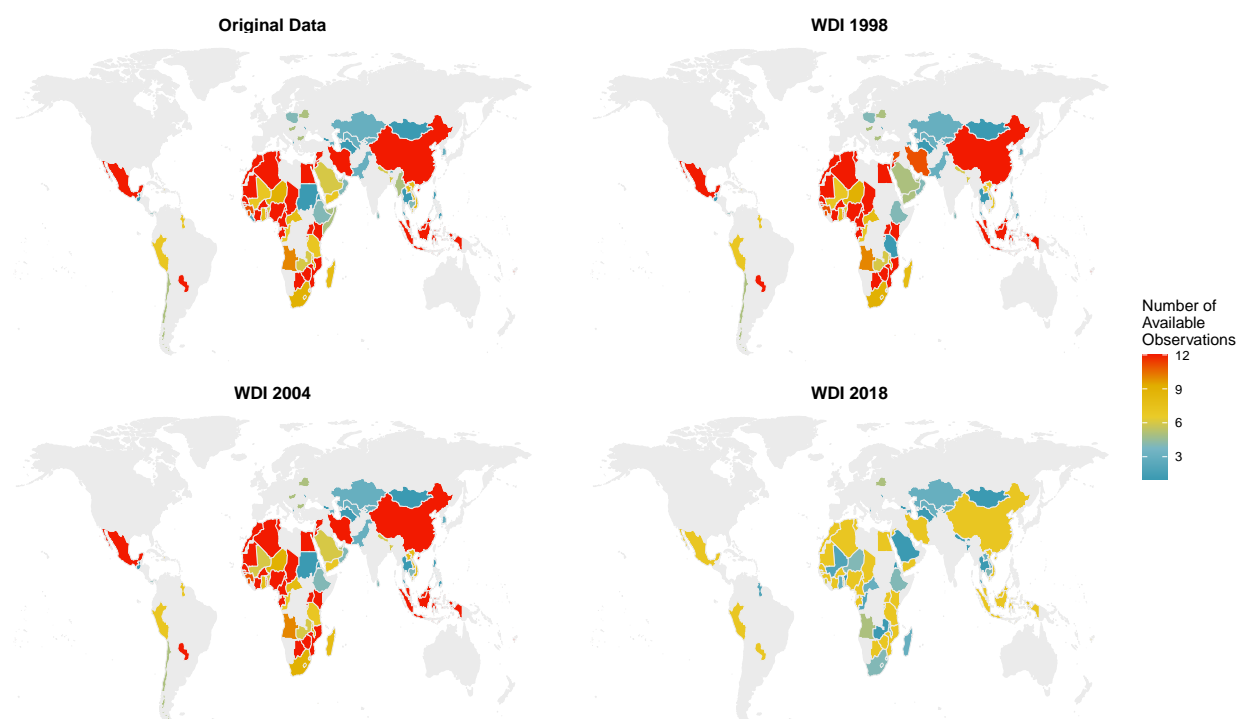 Original Data
WDI 1998
WDI 2004
WDI 2018
Number of
Available
Observations
12
9
6
3